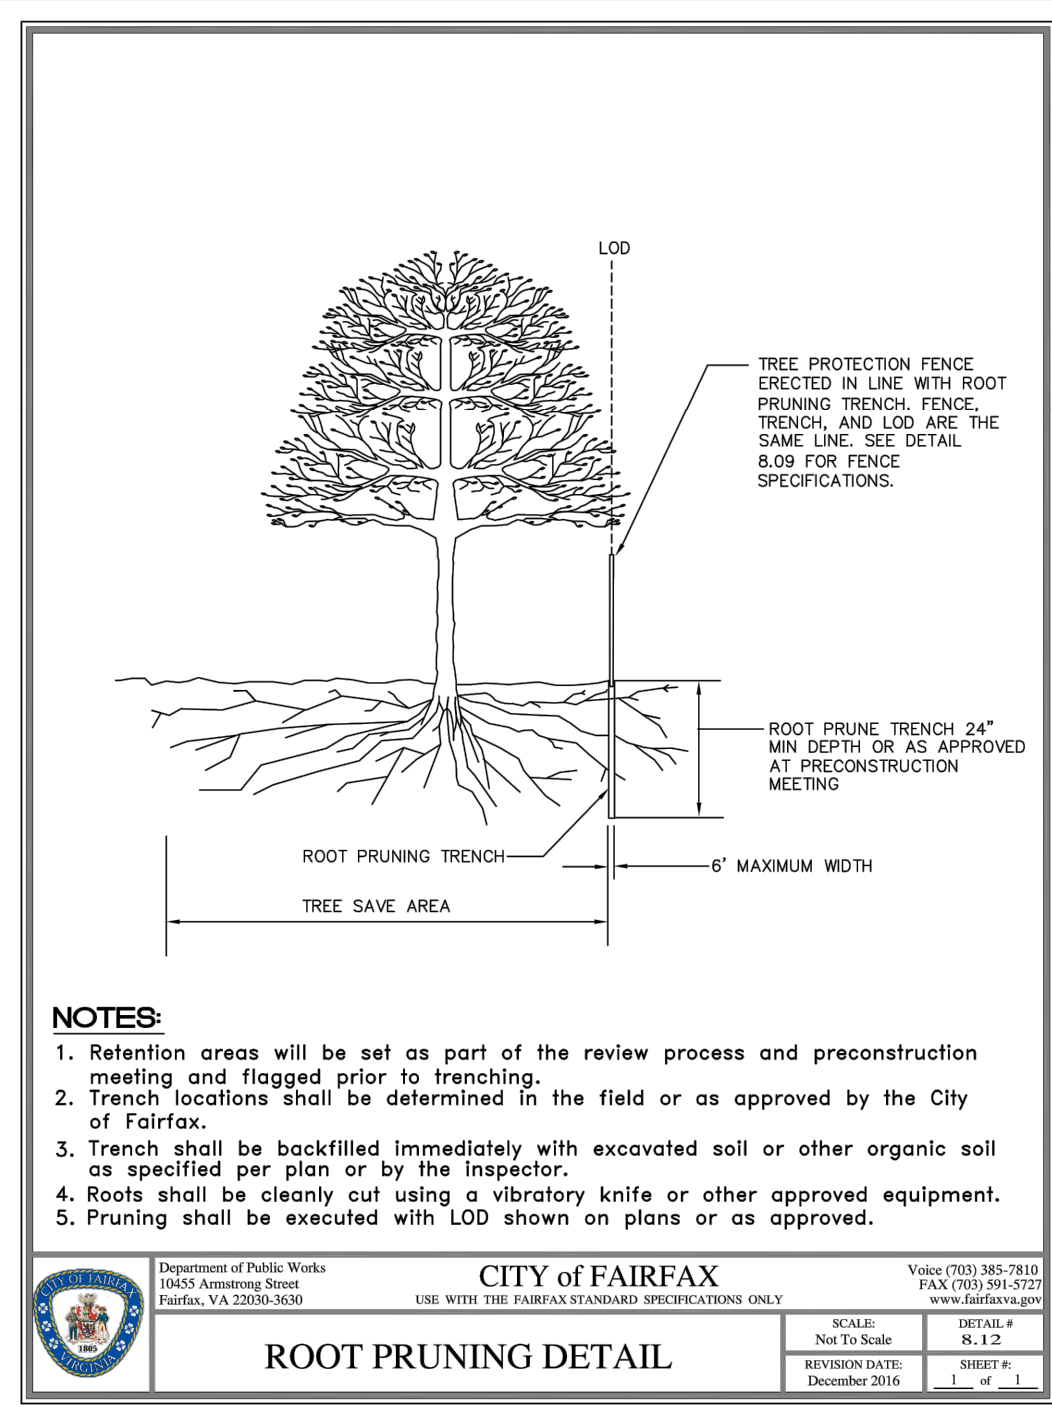 LOD
TREE PROTECTION FENCE
ERECTED IN LINE WITH ROOT
PRUNING TRENCH. FENCE,
TRENCH, AND LOD ARE THE
SAME LINE. SEE DETAIL
8.09 FOR FENCE
SPECIFICATIONS.
ROOT PRUNE TRENCH 24”
MIN DEPTH OR AS APPROVED
AT PRECONSTRUCTION
MEETING
ROOT PRUNING TRENCH
6’ MAXIMUM WIDTH
TREE SAVE AREA
NOTES:
1. Retention areas will be set as part of the review process and preconstruction
meeting and flagged prior to trenching.
2. Trench locations shall be determined in the field or as approved by the City
of Fairfax.
3. Trench shall be backfilled immediately with excavated soil or other organic soil
as specified per plan or by the inspector.
4. Roots shall be cleanly cut using a vibratory knife or other approved equipment.
5. Pruning shall be executed with LOD shown on plans or as approved.
CITY OF FAIRFAX
1805
VIRGINIA
Department of Public Works
10455 Armstrong Street
Fairfax, VA 22030-3630
CITY of FAIRFAX
USE WITH THE FAIRFAX STANDARD SPECIFICATIONS ONLY
Voice (703) 385-7810
FAX (703) 591-5727
www.fairfaxva.gov
ROOT PRUNING DETAIL
SCALE:
Not To Scale
DETAIL #
8.12
REVISION DATE:
December 2016
SHEET #:
1 of 1